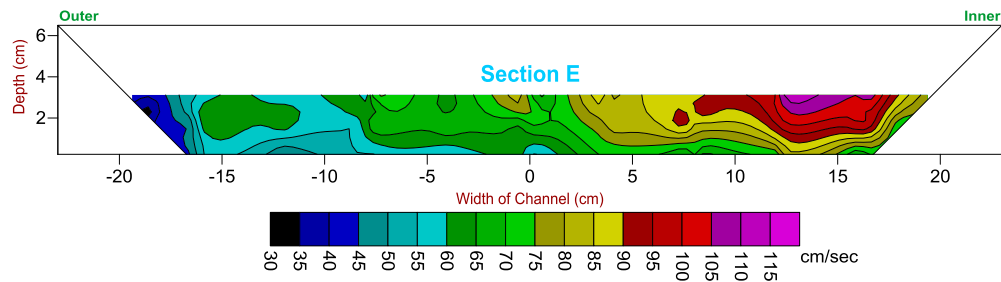 Outer Inner
Section E
Depth (cm)
6
4
2
-20 -15 -10 -5 0 5 10 15 20
Width of Channel (cm)
30 35 40 45 50 55 60 65 70 75 80 85 90 95 100 105 110 115 cm/sec